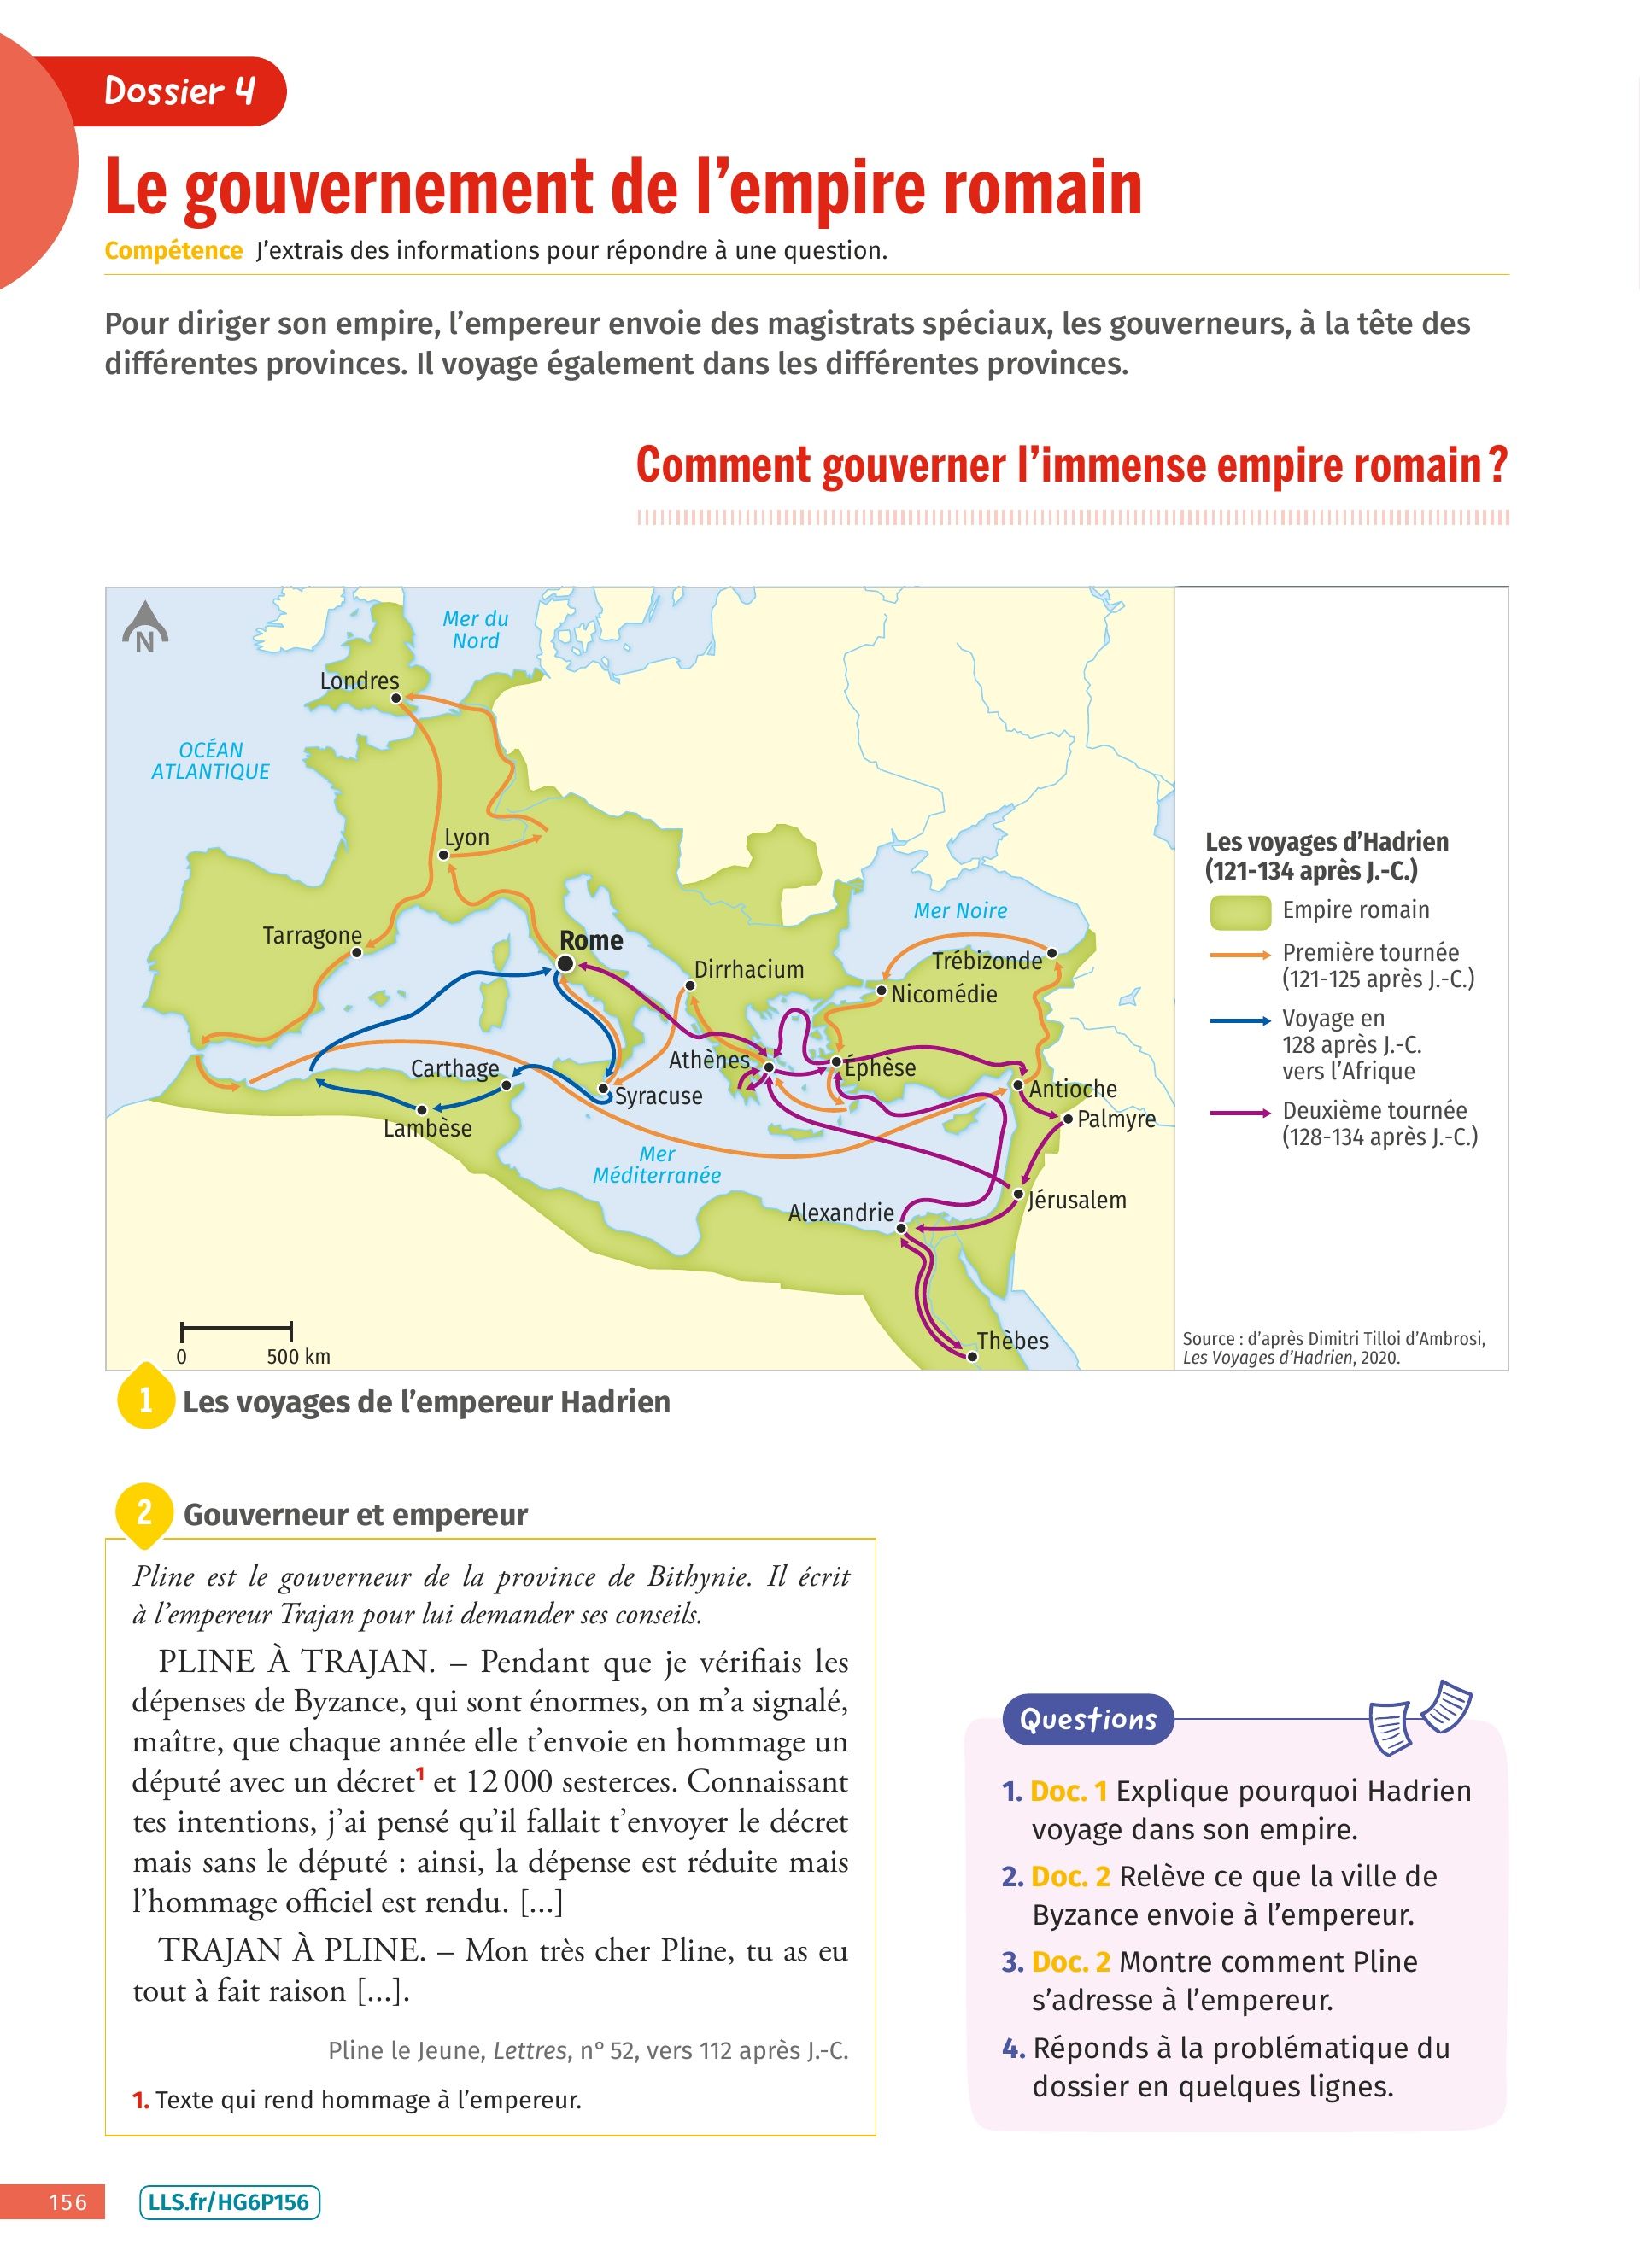 Dossier 4
Le gouvernement de l’empire romain
Compétence J’extrais des informations pour répondre à une question.
Pour diriger son empire, l’empereur envoie des magistrats spéciaux, les gouverneurs, à la tête des
différentes provinces. Il voyage également dans les différentes provinces.
Comment gouverner l’immense empire romain ?
N
Mer du
Nord
Londres
OCÉAN
ATLANTIQUE
Lyon
Mer Noire
Tarragone
Rome
Dirrhacium
Trébizonde
Nicomédie
Carthage
Athènes
Éphèse
Syracuse
Antioche
Palmyre
Lambèse
Mer
Méditerranée
Jérusalem
Alexandrie
Thèbes
0 500 km
Les voyages d’Hadrien
(121-134 après J.-C.)
Empire romain
Première tournée
(121-125 après J.-C.)
Voyage en
128 après J.-C.
vers l’Afrique
Deuxième tournée
(128-134 après J.-C.)
Source : d’après Dimitri Tilloi d’Ambrosi,
Les Voyages d’Hadrien, 2020.
1 Les voyages de l’empereur Hadrien
2 Gouverneur et empereur
Pline est le gouverneur de la province de Bithynie. Il écrit
à l’empereur Trajan pour lui demander ses conseils.
PLINE À TRAJAN. – Pendant que je vérifiais les
dépenses de Byzance, qui sont énormes, on m’a signalé,
maître, que chaque année elle t’envoie en hommage un
député avec un décret1 et 12 000 sesterces. Connaissant
tes intentions, j’ai pensé qu’il fallait t’envoyer le décret
mais sans le député : ainsi, la dépense est réduite mais
l’hommage officiel est rendu. [...]
TRAJAN À PLINE. – Mon très cher Pline, tu as eu
tout à fait raison [...].
Pline le Jeune, Lettres, n° 52, vers 112 après J.-C.
1. Texte qui rend hommage à l’empereur.
Questions
1. Doc. 1 Explique pourquoi Hadrien
voyage dans son empire.
2. Doc. 2 Relève ce que la ville de
Byzance envoie à l’empereur.
3. Doc. 2 Montre comment Pline
s’adresse à l’empereur.
4. Réponds à la problématique du
dossier en quelques lignes.
156
LLS.fr/HG6P156